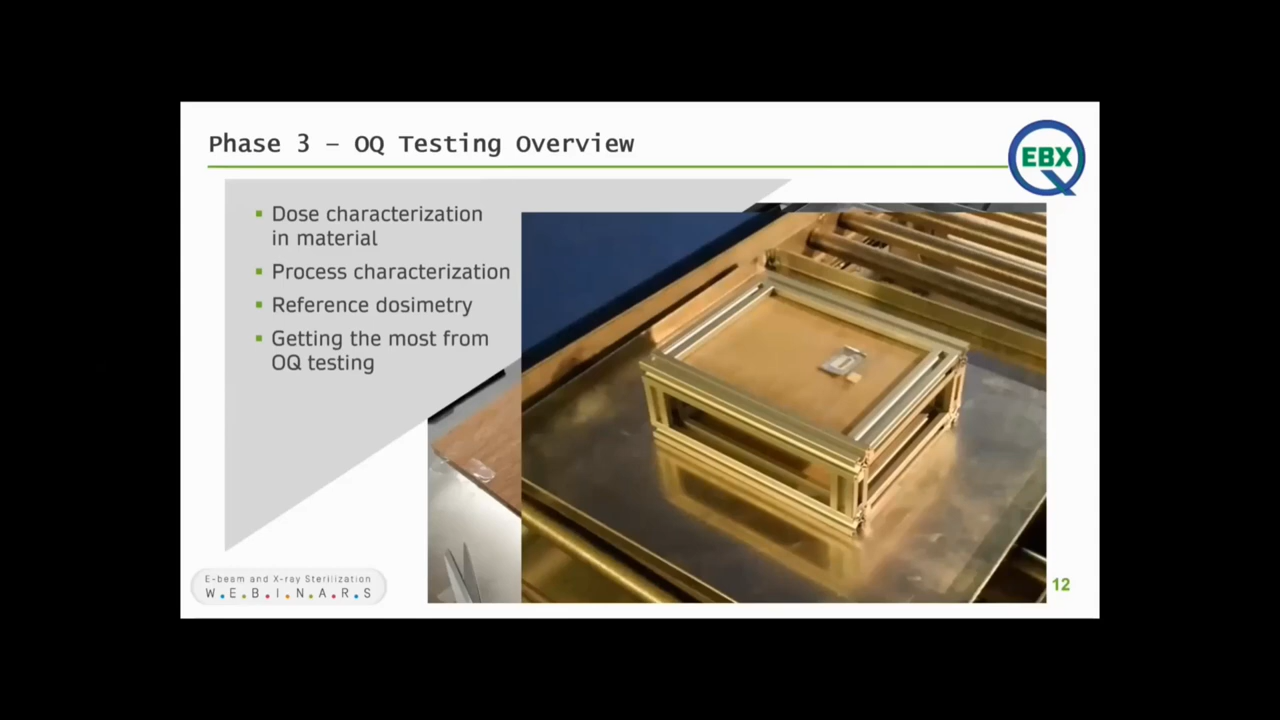 Phase 3 – OQ Testing Overview
EBX
▪ Dose characterization
in material
▪ Process characterization
▪ Reference dosimetry
▪ Getting the most from
OQ testing
E-beam and X-ray Sterilization
W.E.B.I.N.A.R.S
12